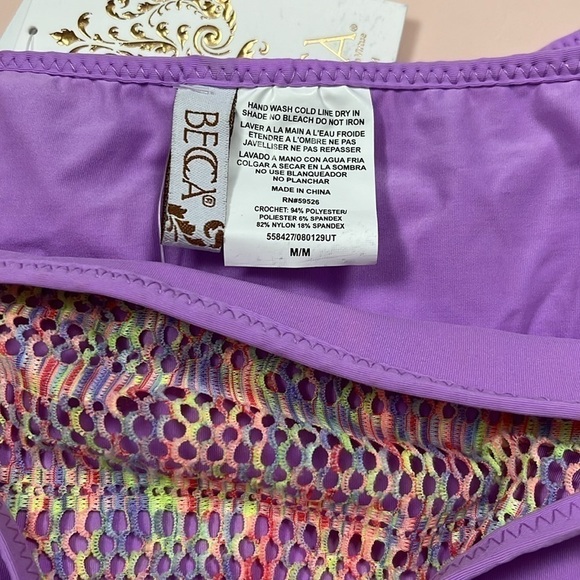 BECCA®
HAND WASH COLD LINE DRY IN
SHADE NO BLEACH DO NOT IRON
LAVER A LA MAIN A L'EAU FROIDE
ETENDRE A L'OMBRE NE PAS
JAVELLISER NE PAS REPASSER
LAVADO A MANO CON AGUA FRIA
COLGAR A SECAR EN LA SOMBRA
NO USE BLANQUEADOR
NO PLANCHAR
MADE IN CHINA
RN#59526
CROCHET: 94% POLYESTER/
POLIESTER 6% SPANDEX
82% NYLON 18% SPANDEX
558427/080129UT
M/M